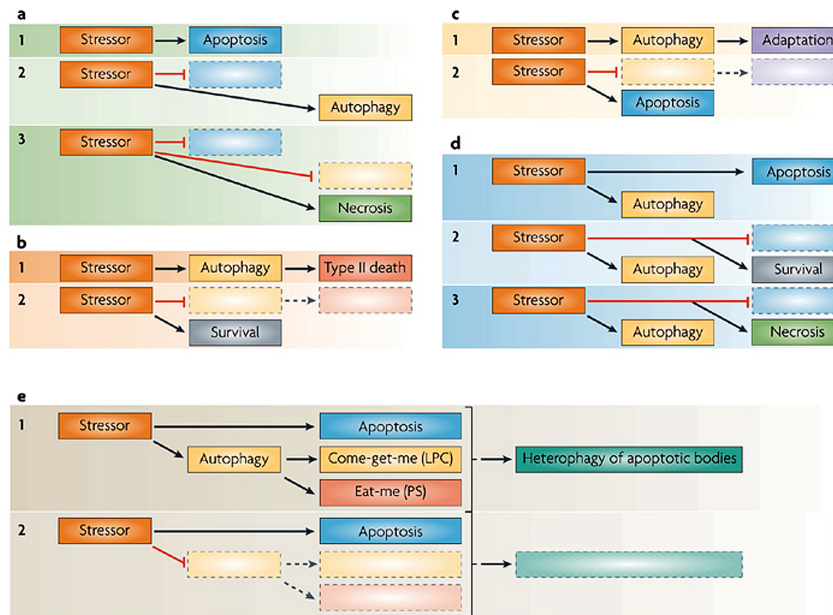 a
1 Stressor Apoptosis
2 Stressor
Autophagy
3 Stressor
Necrosis
b
1 Stressor Autophagy Type II death
2 Stressor
Survival
c
1 Stressor Autophagy Adaptation
2 Stressor
Apoptosis
d
1 Stressor Apoptosis
Autophagy
2 Stressor
Autophagy Survival
3 Stressor
Autophagy Necrosis
e
1 Stressor Apoptosis
Autophagy Come-get-me (LPC) Heterophagy of apoptotic bodies
Eat-me (PS)
2 Stressor Apoptosis